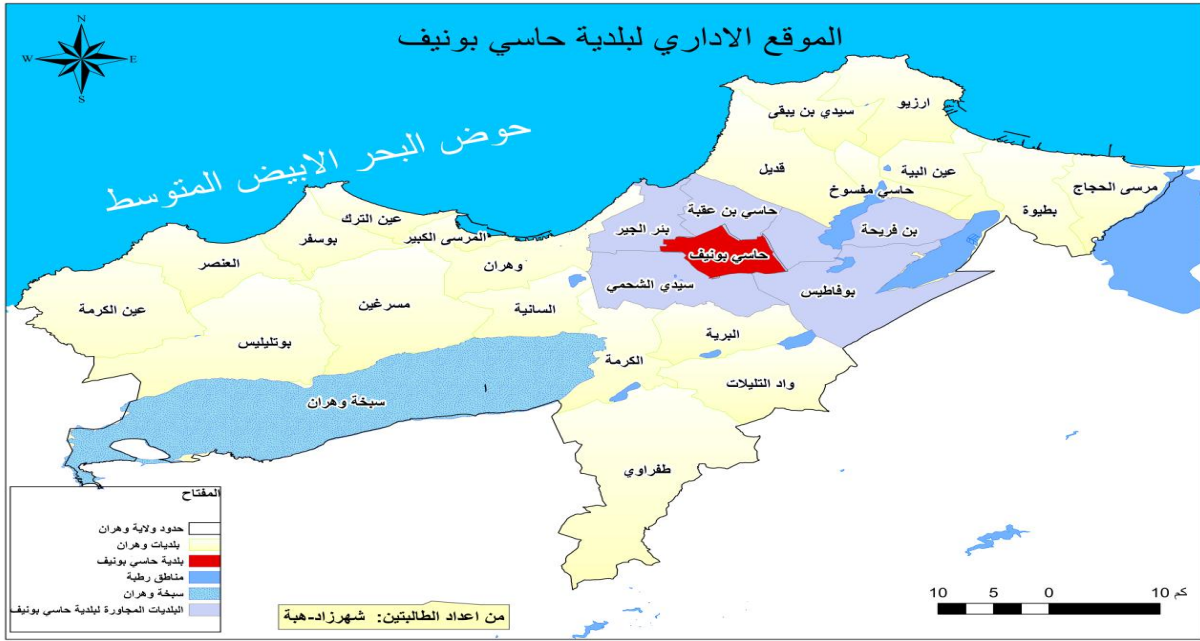 الموقع الاداري لبلدية حاسي بونيف
N
W E
S
حوض البحر الابيض المتوسط
ارزيو
سيدي بن يبقى
قديل
عين البية
حاسي مفسوخ
مرسى الحجاج
بطيوة
حاسي بن عقبة
بئر الجير
بن فريحة
حاسي بونيف
سيدي الشحمي
بوفاطيس
عين الترك
بوسفر
المرسى الكبير
وهران
العنصر
عين الكرمة
مسرغين
السانية
بوتليليس
البرية
الكرمة
واد التليلات
سبخة وهران
ا
طفراوي
المفتاح
حدود ولاية وهران
بلديات وهران
بلدية حاسي بونيف
مناطق رطبة
سبخة وهران
البلديات المجاورة لبلدية حاسي بونيف
من اعداد الطالبتين: شهرزاد-هبة
10 5 0 10 كم